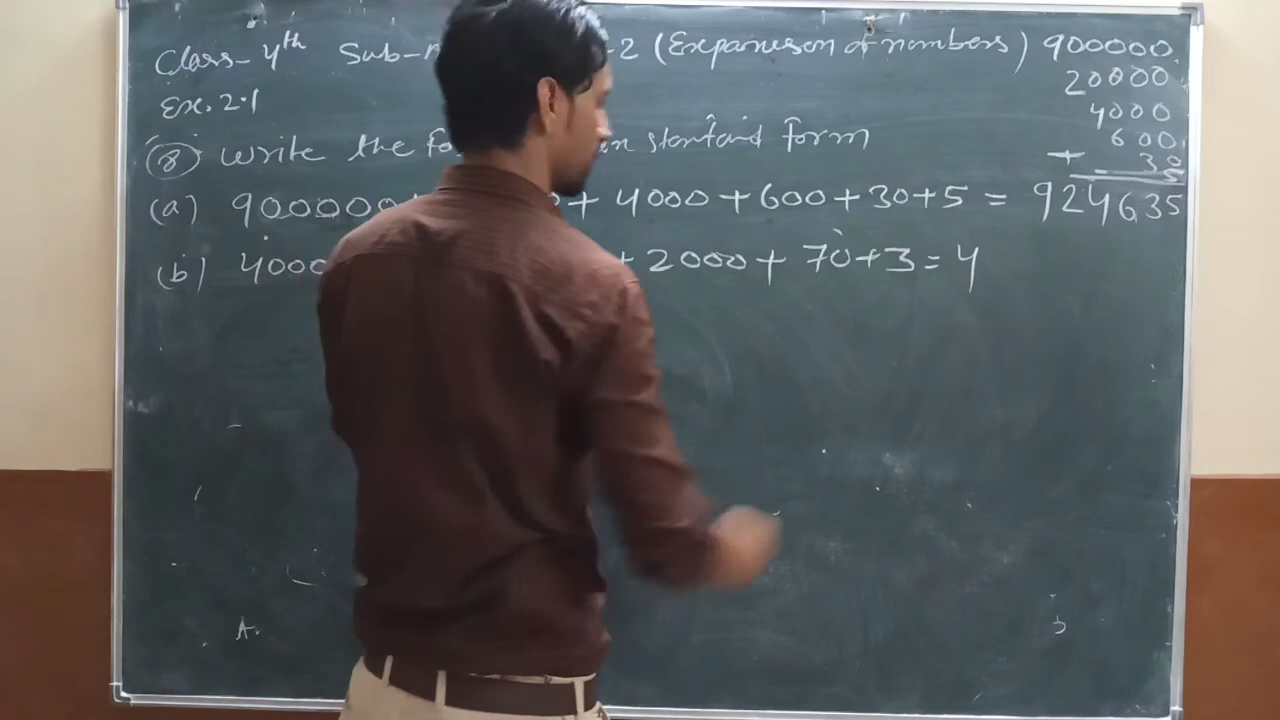 Class- 4th Sub- -2 (Expansion of numbers)
Ex. 2.1
(8) Write the in standard form
(a) 900000 + 4000 + 600 + 30 + 5 = 924635
(b) 4000 + 2000 + 70 + 3 = 4
900000
20000
4000
600
+ 30
5